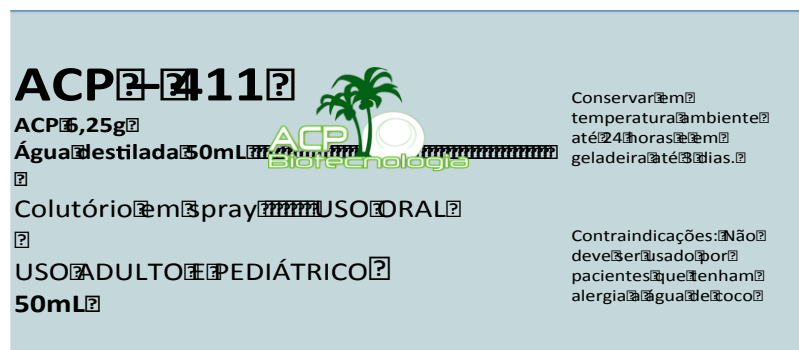 ACP – 411
ACP 6,25g
Água destilada 50mL
ACP
Biotecnologia
Colutório em spray USO ORAL
USO ADULTO E PEDIÁTRICO
50mL
Conservar em
temperatura ambiente
até 24 horas e em
geladeira até 3 dias.
Contraindicações: Não
deve ser usado por
pacientes que tenham
alergia a água de coco